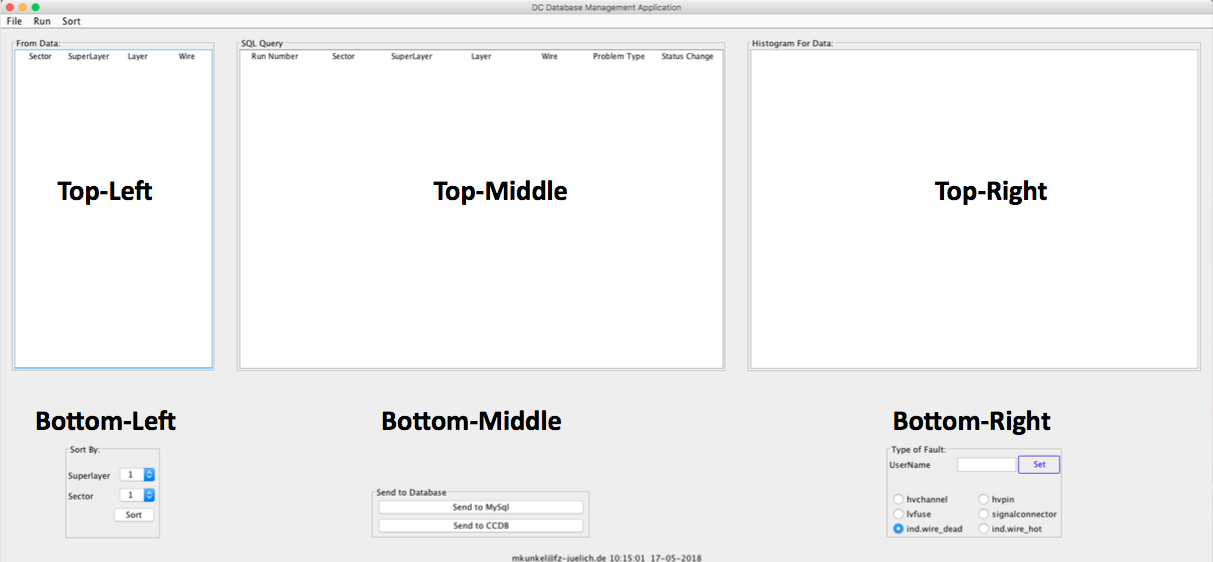 DC Database Management Application
File Run Sort
From Data:
Sector SuperLayer Layer Wire
SQL Query
Run Number Sector SuperLayer Layer Wire Problem Type Status Change
Histogram For Data:
Top-Left
Top-Middle
Top-Right
Bottom-Left
Bottom-Middle
Bottom-Right
Sort By:
Superlayer 1
Sector 1
Sort
Send to Database
Send to MySql
Send to CCDB
Type of Fault:
UserName Set
hvchannel hvpin
lvfuse signalconnector
ind.wire_dead ind.wire_hot
mkunkel@fz-juelich.de 10:15:01 17-05-2018